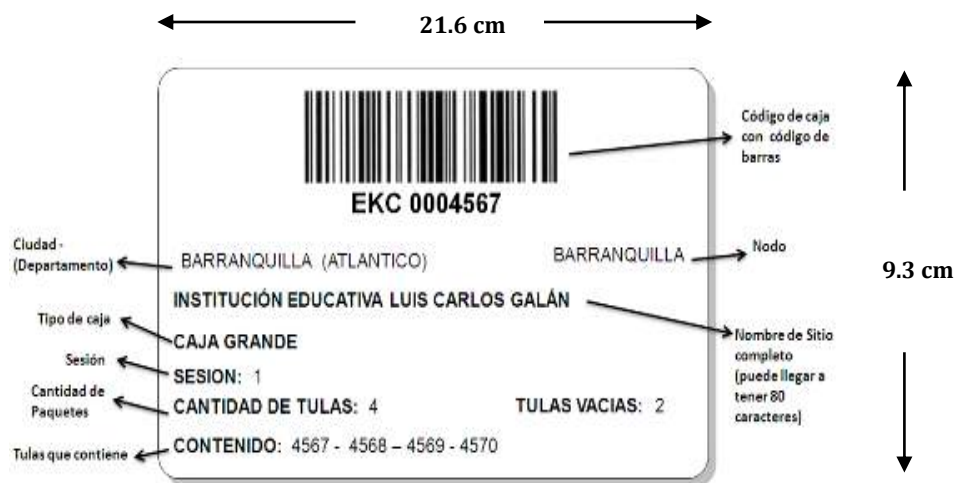 21.6 cm
Código de caja
con código de
barras
EKC 0004567
Ciudad -
(Departamento)
BARRANQUILLA (ATLANTICO)
BARRANQUILLA
Nodo
9.3 cm
INSTITUCIÓN EDUCATIVA LUIS CARLOS GALÁN
Tipo de caja
CAJA GRANDE
Nombre de Sitio
completo
(puede llegar a
tener 80
caracteres)
Sesión
SESION: 1
Cantidad de
Paquetes
CANTIDAD DE TULAS: 4
TULAS VACIAS: 2
Tulas que contiene
CONTENIDO: 4567 - 4568 – 4569 - 4570